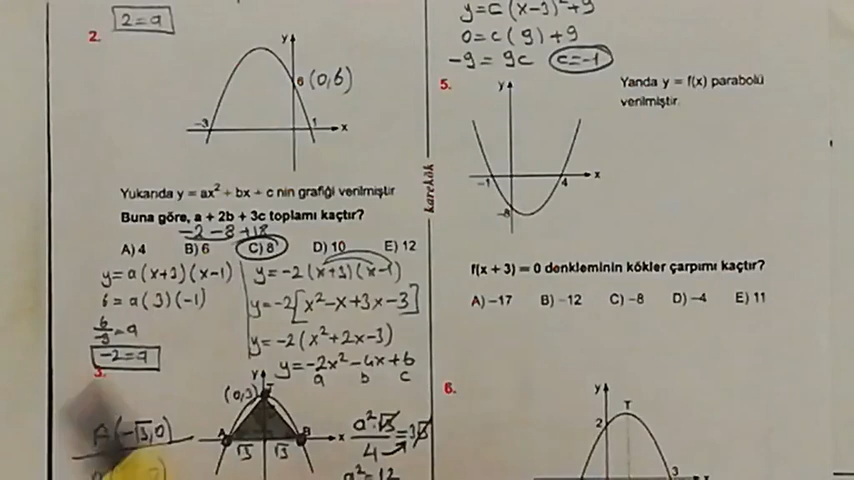 2 = a
2.
y
6 (0,6)
-3
1
x
Yukarıda y = ax² + bx + c nin grafiği verilmiştir
Buna göre, a + 2b + 3c toplamı kaçtır?
-2-8+18
A) 4 B) 6 C) 8 D) 10 E) 12
y=a(x+3)(x-1)
6=a(3)(-1)
6/-3=a
-2=a
y=-2(x+3)(x-1)
y=-2[x²-x+3x-3]
y=-2(x²+2x-3)
y=-2x²-4x+6
a b c
3.
y
(0,3) T
A B x
√3 √3
A(-√3,0)
a²·√3/4=3√3
a²=12
karekök
y=c(x-3)²+9
0=c(9)+9
-9=9c c=-1
5.
Yanda y = f(x) parabolü
verilmiştir.
y
-1
4
x
-8
f(x + 3) = 0 denkleminin kökler çarpımı kaçtır?
A) -17 B) -12 C) -8 D) -4 E) 11
6.
y
T
2
3
x